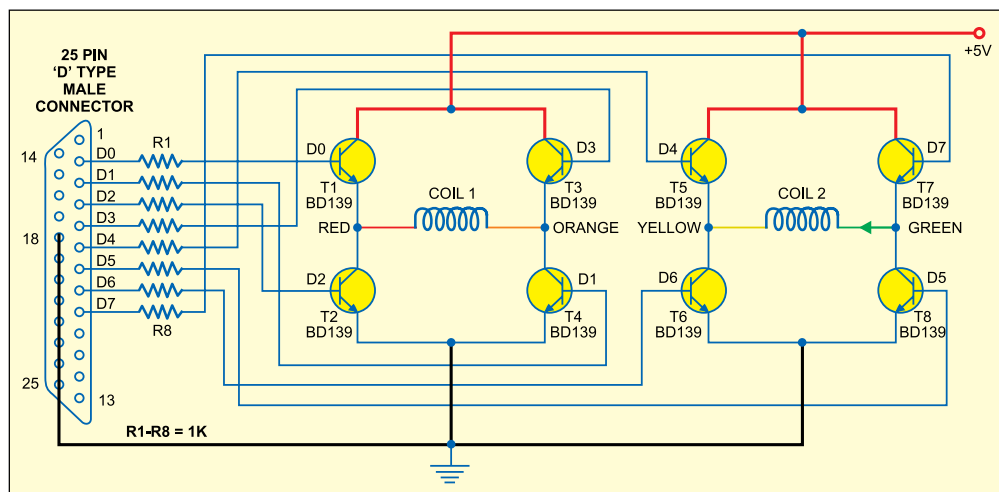 25 PIN
‘D’ TYPE
MALE
CONNECTOR
+5V
1
14
D0
R1
D1
D2
D3
18
D4
D5
D6
D7
R8
25
13
R1-R8 = 1K
D0
T1
BD139
D3
T3
BD139
COIL 1
RED
ORANGE
D2
T2
BD139
D1
T4
BD139
D4
T5
BD139
D7
T7
BD139
COIL 2
YELLOW
GREEN
D6
T6
BD139
D5
T8
BD139